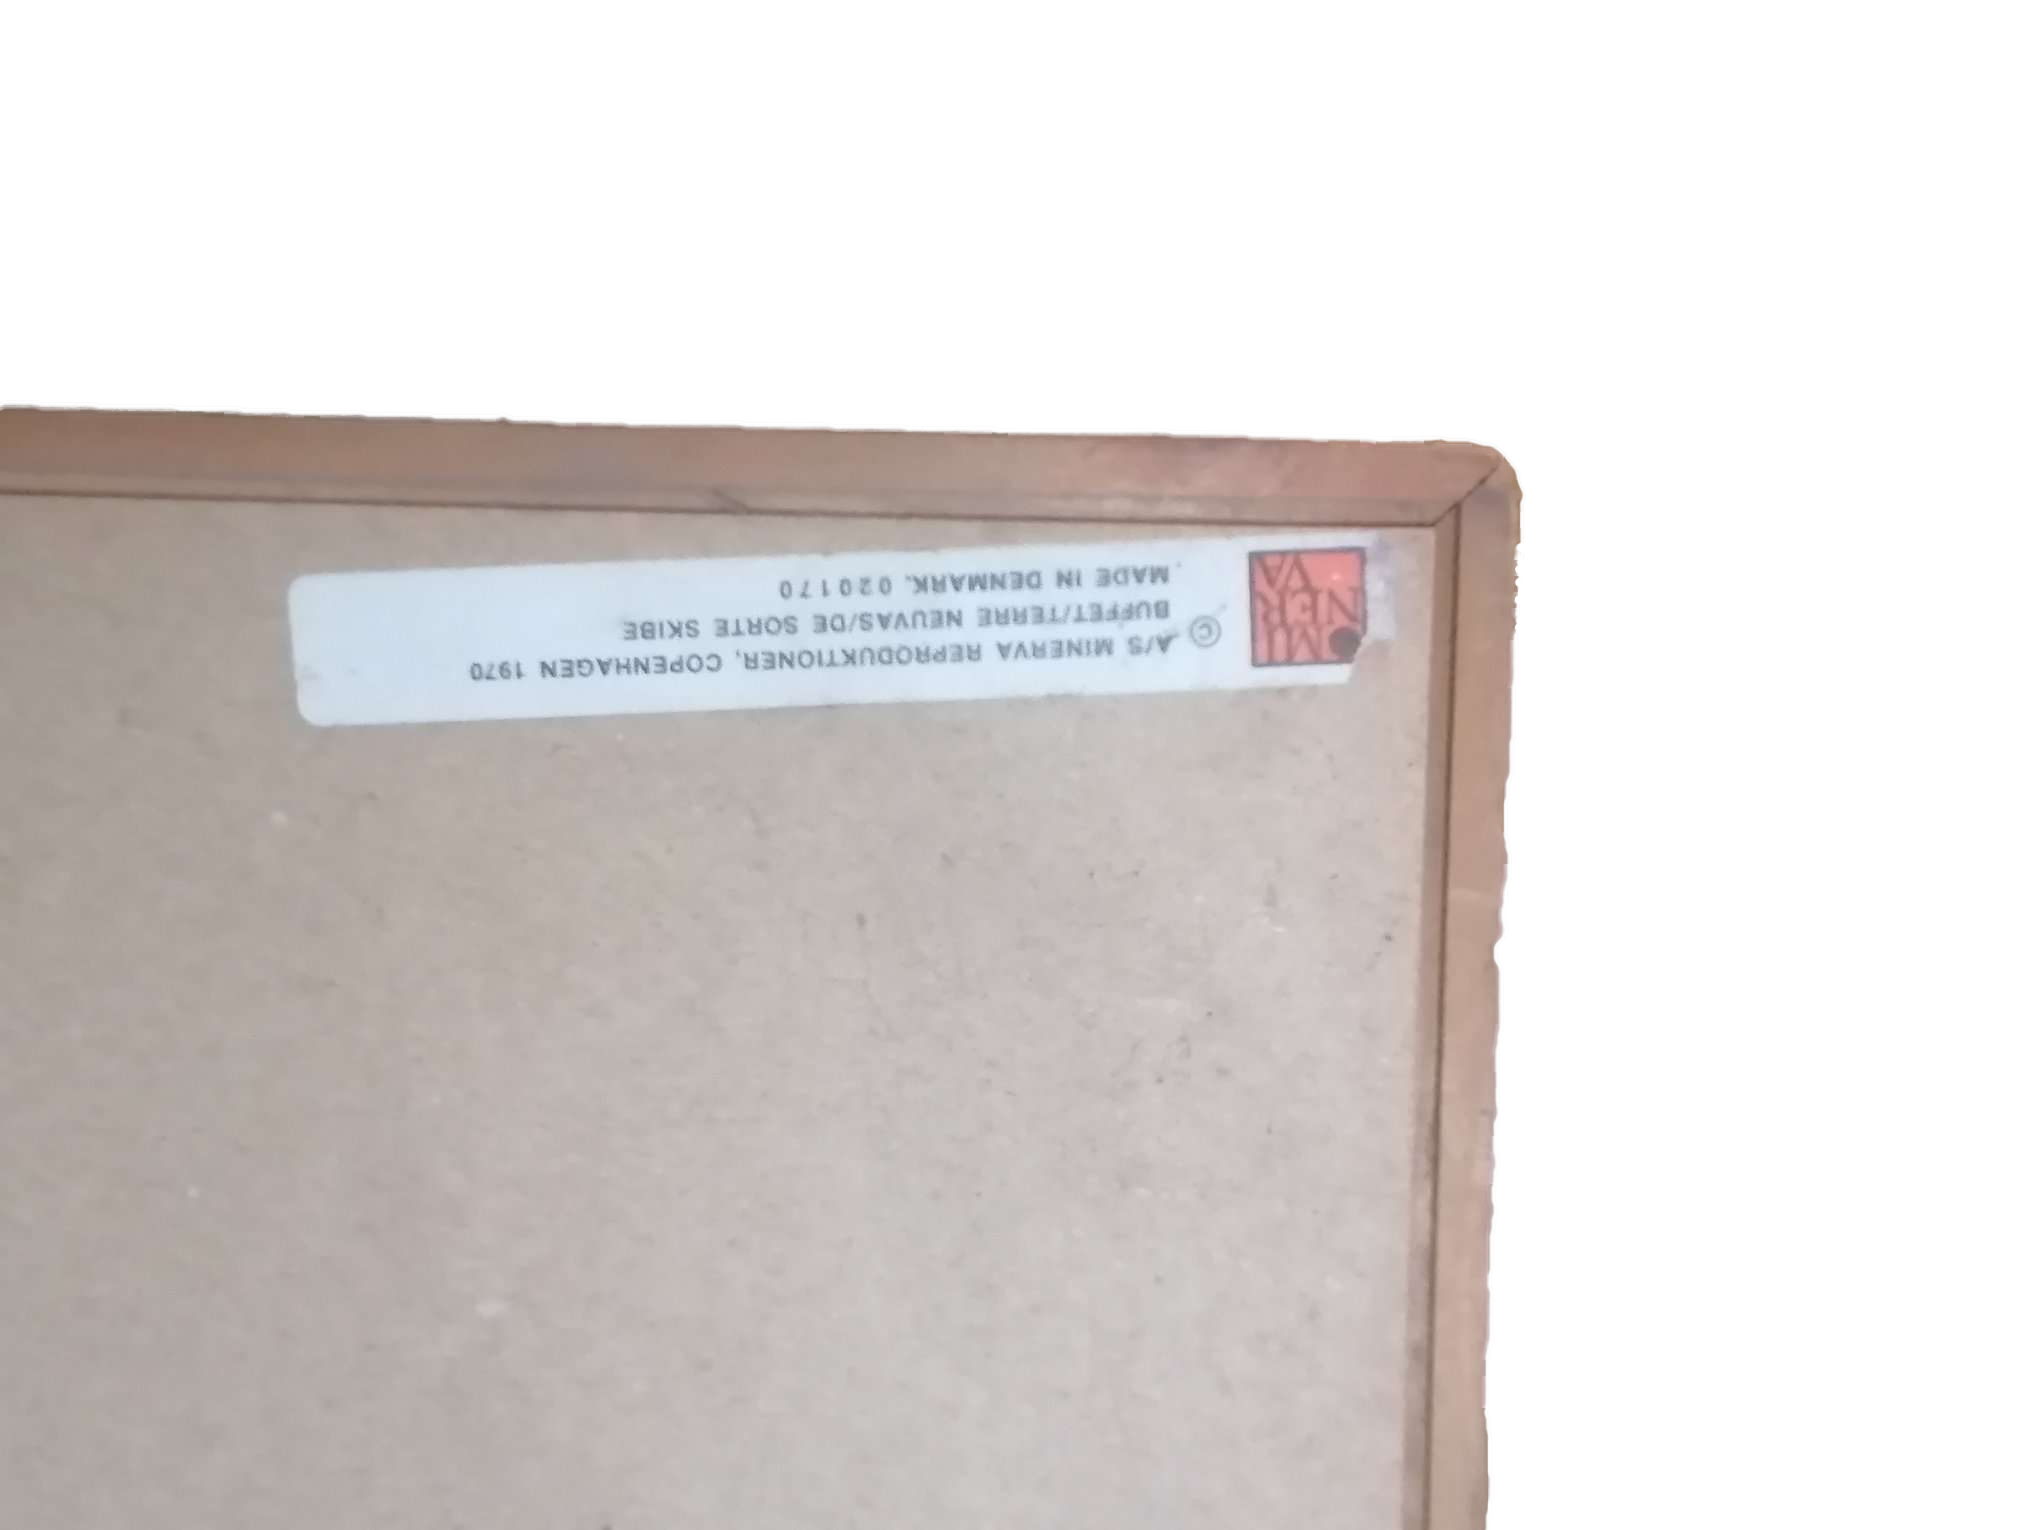 MI
NER
VA
© A/S MINERVA REPRODUKTIONER, COPENHAGEN 1970
BUFFET/TERRE NEUVAS/DE SORTE SKIBE
MADE IN DENMARK. 020170